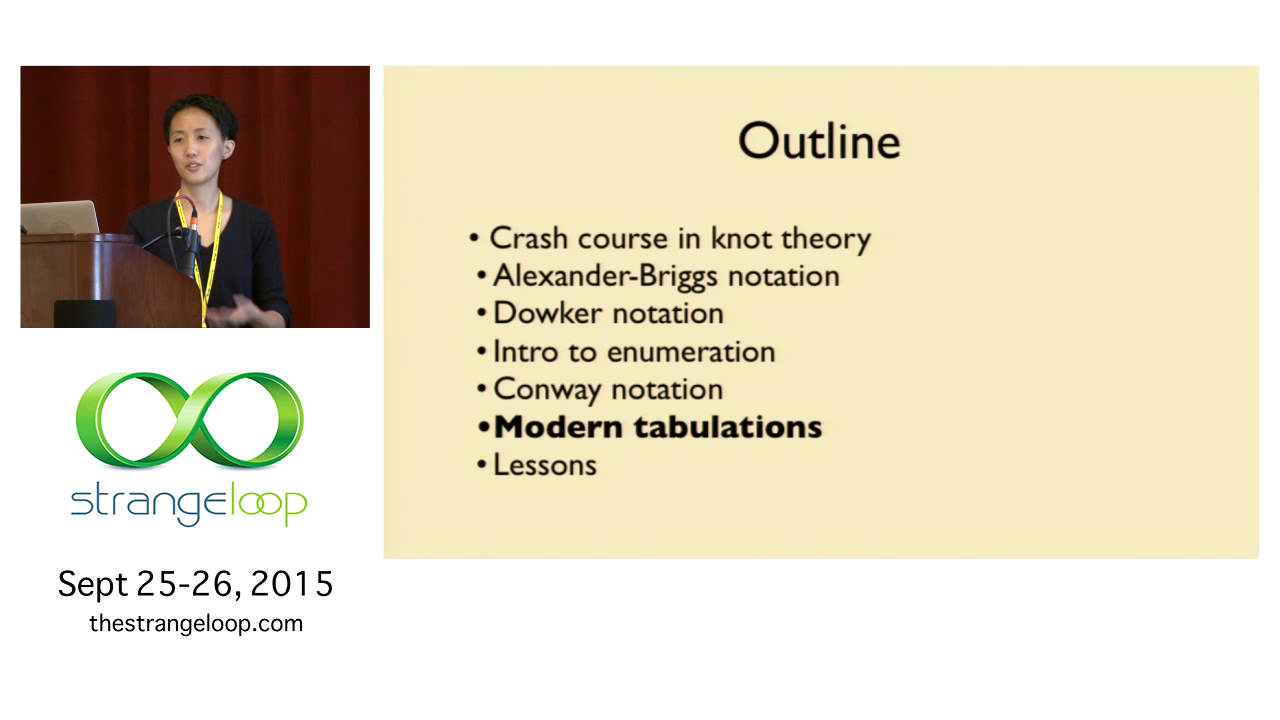 Outline
• Crash course in knot theory
• Alexander-Briggs notation
• Dowker notation
• Intro to enumeration
• Conway notation
• Modern tabulations
• Lessons
strangeloop
Sept 25-26, 2015
thestrangeloop.com